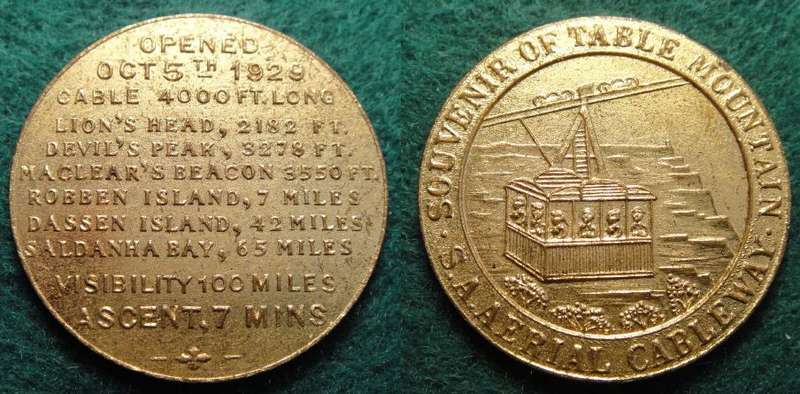 OPENED
OCT 5TH 1929
CABLE 4000 FT. LONG
LION'S HEAD, 2182 FT.
DEVIL'S PEAK, 3278 FT.
MACLEAR'S BEACON 3550 FT.
ROBBEN ISLAND, 7 MILES
DASSEN ISLAND, 42 MILES
SALDANHA BAY, 65 MILES
VISIBILITY 100 MILES
ASCENT, 7 MINS
· SOUVENIR OF TABLE MOUNTAIN ·
S.A. AERIAL CABLEWAY